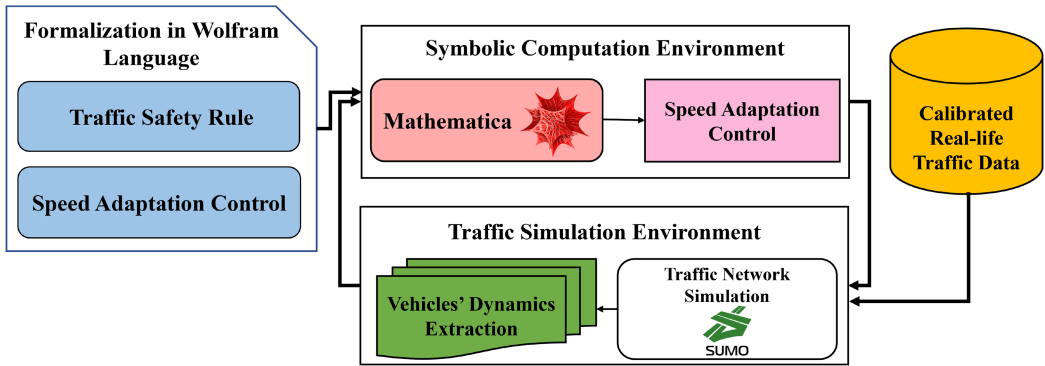 Formalization in Wolfram
Language
Traffic Safety Rule
Speed Adaptation Control
Symbolic Computation Environment
Mathematica
Speed Adaptation
Control
Calibrated
Real-life
Traffic Data
Traffic Simulation Environment
Vehicles’ Dynamics
Extraction
Traffic Network
Simulation
SUMO